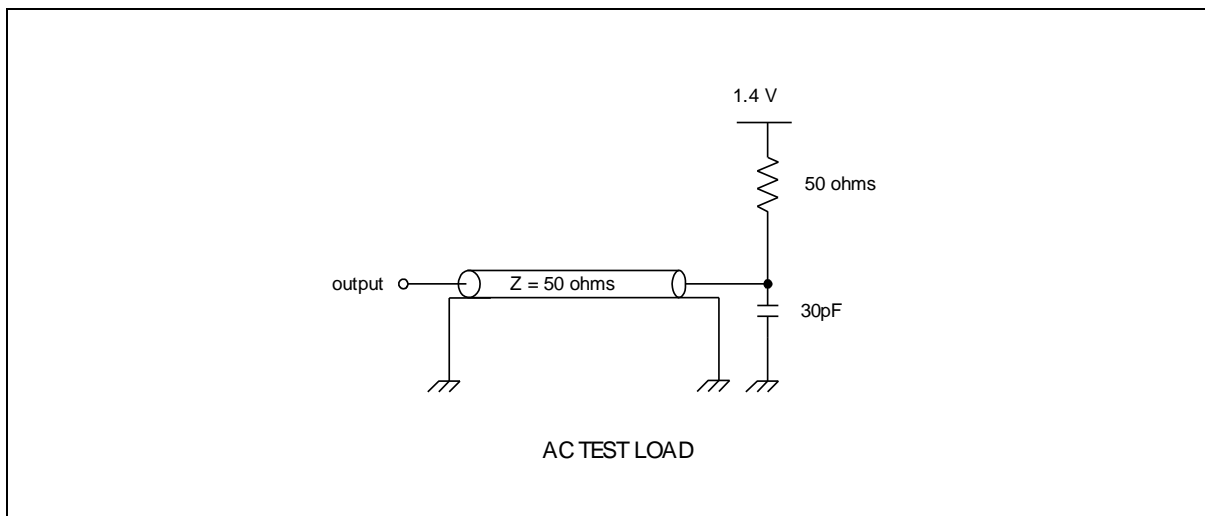 1.4 V
50 ohms
output
Z = 50 ohms
30pF
AC TEST LOAD